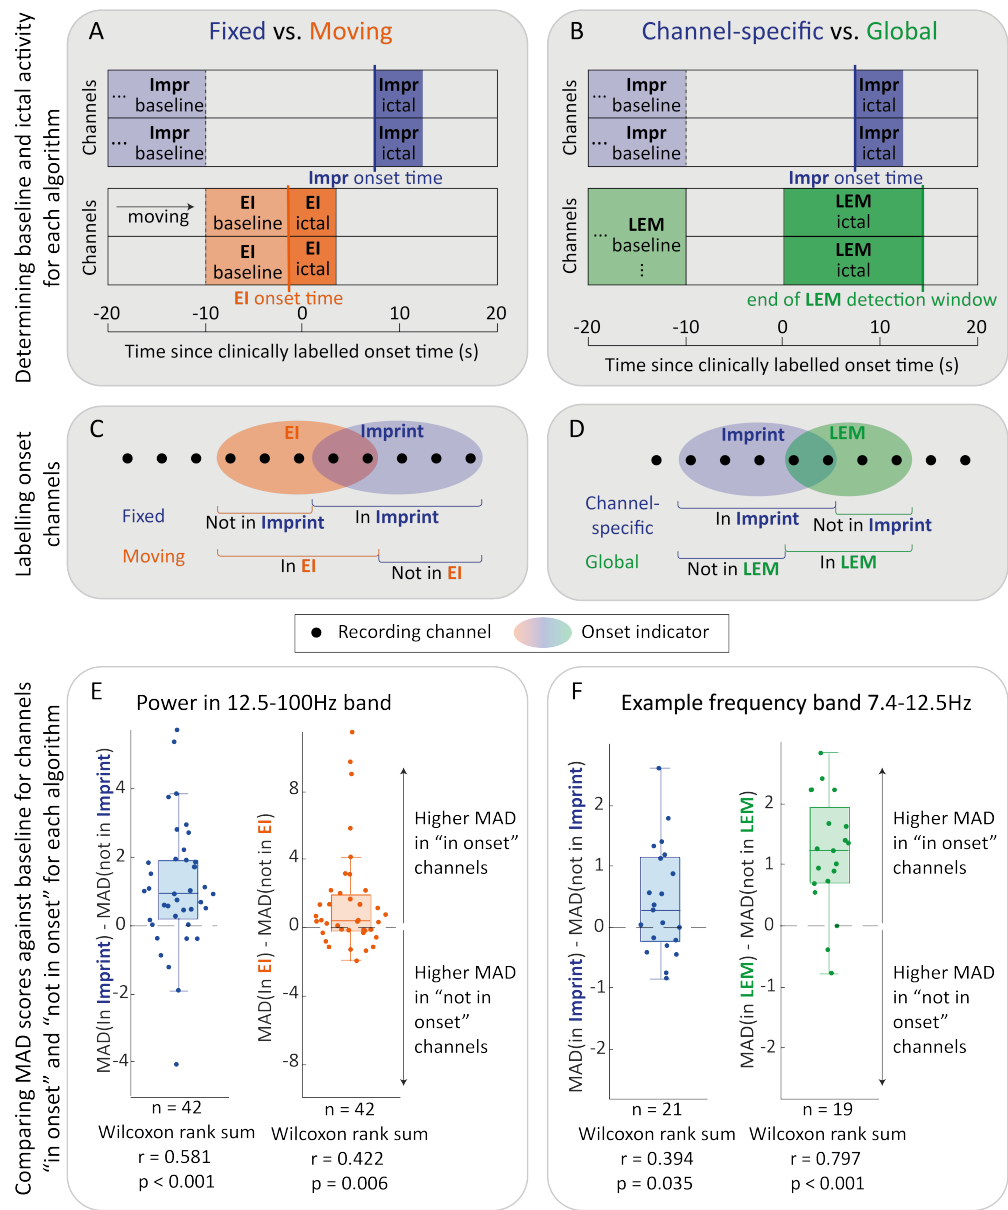 Determining baseline and ictal activity
for each algorithm
A
Fixed vs. Moving
Channels
... Impr
baseline
... Impr
baseline
Impr
ictal
Impr
ictal
Impr onset time
Channels
moving
EI
baseline
EI
baseline
EI
ictal
EI
ictal
EI onset time
-20
-10
0
10
20
Time since clinically labelled onset time (s)
B
Channel-specific vs. Global
Channels
... Impr
baseline
... Impr
baseline
Impr
ictal
Impr
ictal
Impr onset time
Channels
... LEM
baseline
...
LEM
ictal
LEM
ictal
end of LEM detection window
-20
-10
0
10
20
Time since clinically labelled onset time (s)
Labelling onset
channels
C
EI
Imprint
Fixed
Not in Imprint
In Imprint
Moving
In EI
Not in EI
D
Imprint
LEM
Channel-
specific
In Imprint
Not in Imprint
Global
Not in LEM
In LEM
Recording channel
Onset indicator
Comparing MAD scores against baseline for channels
“in onset” and “not in onset” for each algorithm
E
Power in 12.5-100Hz band
MAD(In Imprint) - MAD(not in Imprint)
4
2
0
-2
-4
n = 42
Wilcoxon rank sum
r = 0.581
p < 0.001
MAD(In EI) - MAD(not in EI)
8
4
0
-4
-8
n = 42
Wilcoxon rank sum
r = 0.422
p = 0.006
Higher MAD
in “in onset”
channels
Higher MAD
in “not in
onset”
channels
F
Example frequency band 7.4-12.5Hz
MAD(in Imprint) - MAD(not in Imprint)
2
1
0
-1
-2
n = 21
Wilcoxon rank sum
r = 0.394
p = 0.035
MAD(in LEM) - MAD(not in LEM)
2
1
0
-1
-2
n = 19
Wilcoxon rank sum
r = 0.797
p < 0.001
Higher MAD
in “in onset”
channels
Higher MAD
in “not in
onset”
channels